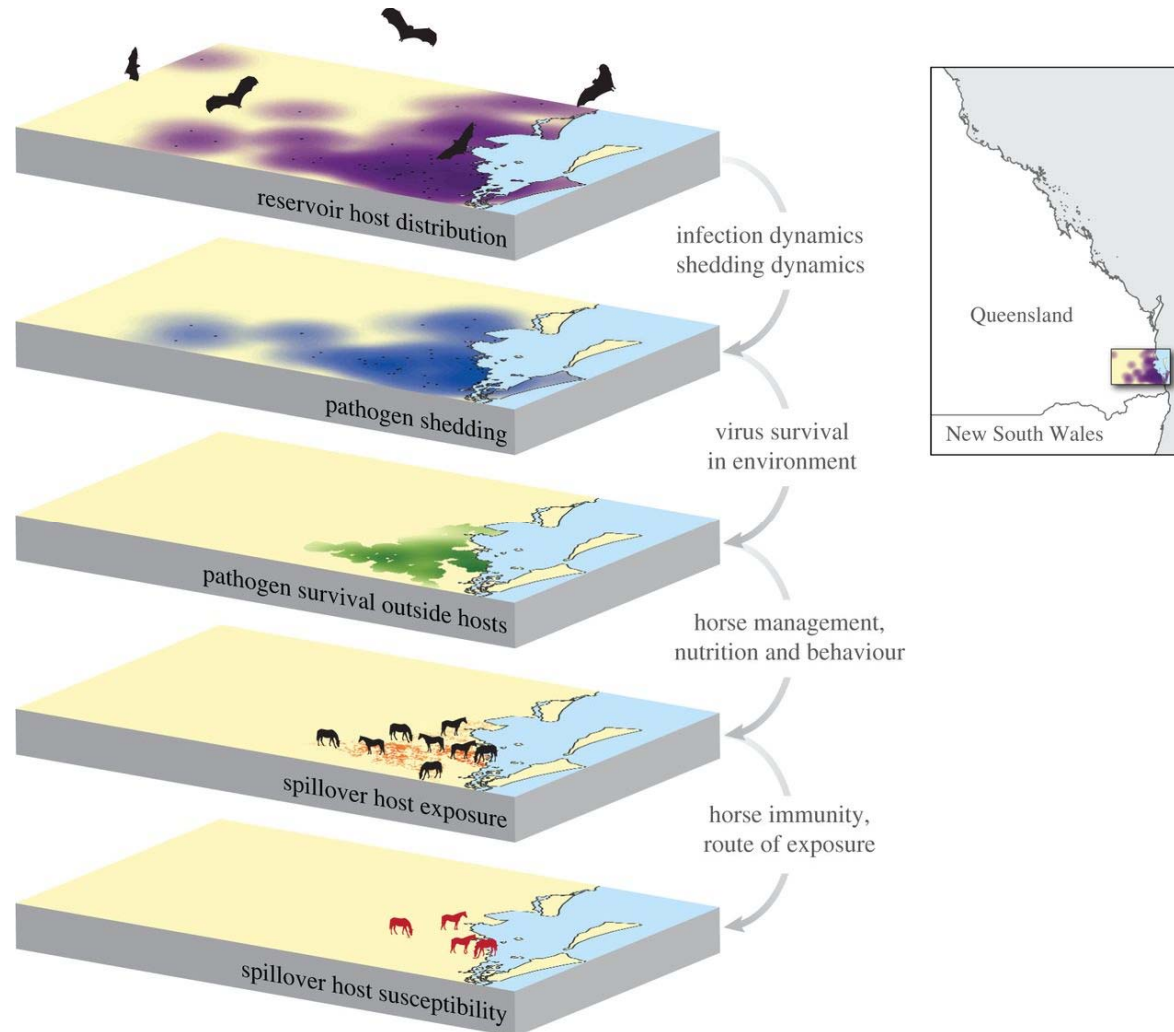 reservoir host distribution
infection dynamics
shedding dynamics
pathogen shedding
virus survival
in environment
pathogen survival outside hosts
horse management,
nutrition and behaviour
spillover host exposure
horse immunity,
route of exposure
spillover host susceptibility
Queensland
New South Wales